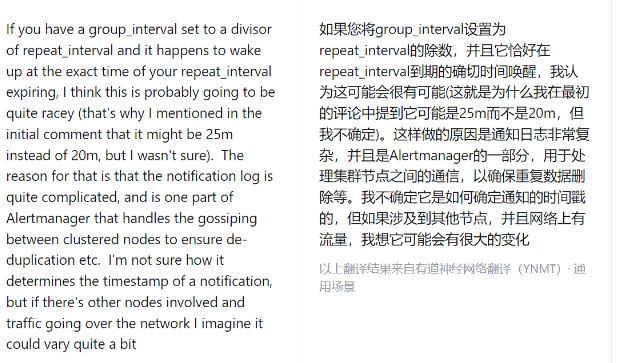 If you have a group_interval set to a divisor
of repeat_interval and it happens to wake
up at the exact time of your repeat_interval
expiring, I think this is probably going to be
quite racey (that's why I mentioned in the
initial comment that it might be 25m
instead of 20m, but I wasn't sure).  The
reason for that is that the notification log is
quite complicated, and is one part of
Alertmanager that handles the gossiping
between clustered nodes to ensure de-
duplication etc.  I'm not sure how it
determines the timestamp of a notification,
but if there's other nodes involved and
traffic going over the network I imagine it
could vary quite a bit
如果您将group_interval设置为
repeat_interval的除数，并且它恰好在
repeat_interval到期的确切时间唤醒，我认
为这可能会很有可能(这就是为什么我在最初
的评论中提到它可能是25m而不是20m，但
我不确定)。这样做的原因是通知日志非常复
杂，并且是Alertmanager的一部分，用于处
理集群节点之间的通信，以确保重复数据删
除等。我不确定它是如何确定通知的时间戳
的，但如果涉及到其他节点，并且网络上有
流量，我想它可能会有很大的变化
以上翻译结果来自有道神经网络翻译（YNMT）· 通
用场景